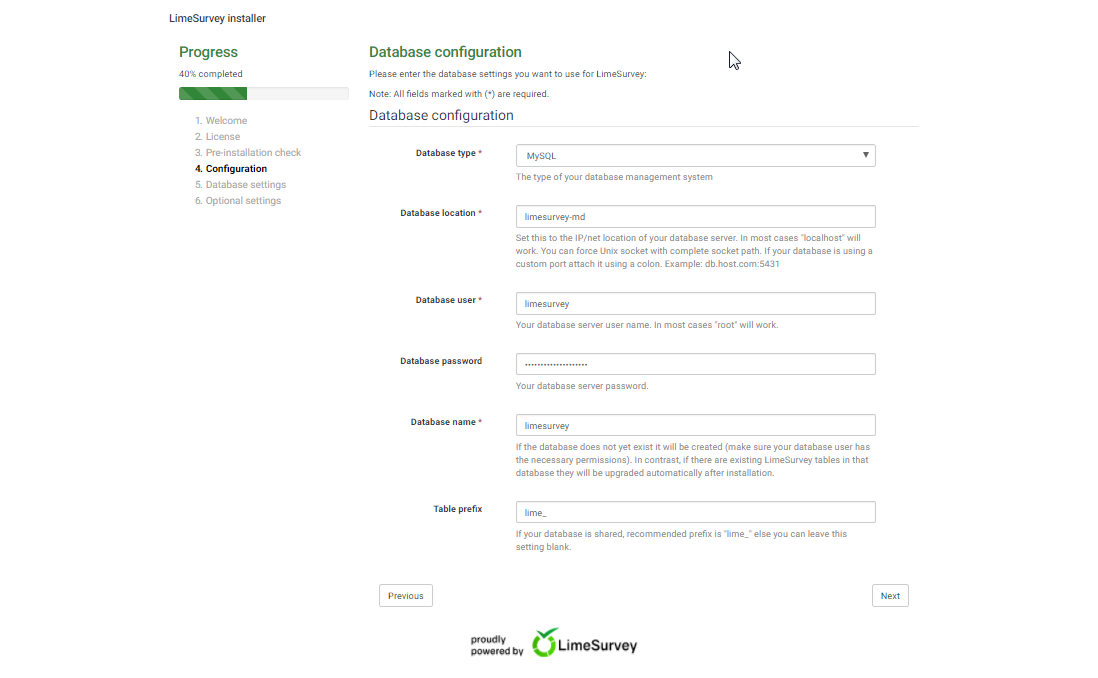 LimeSurvey installer
Progress
40% completed
1. Welcome
2. License
3. Pre-installation check
4. Configuration
5. Database settings
6. Optional settings
Database configuration
Please enter the database settings you want to use for LimeSurvey:
Note: All fields marked with (*) are required.
Database configuration
Database type *
MySQL
The type of your database management system
Database location *
limesurvey-md
Set this to the IP/net location of your database server. In most cases "localhost" will
work. You can force Unix socket with complete socket path. If your database is using a
custom port attach it using a colon. Example: db.host.com:5431
Database user *
limesurvey
Your database server user name. In most cases "root" will work.
Database password
Your database server password.
Database name *
limesurvey
If the database does not yet exist it will be created (make sure your database user has
the necessary permissions). In contrast, if there are existing LimeSurvey tables in that
database they will be upgraded automatically after installation.
Table prefix
lime_
If your database is shared, recommended prefix is "lime_" else you can leave this
setting blank.
Previous
Next
proudly
powered by
LimeSurvey